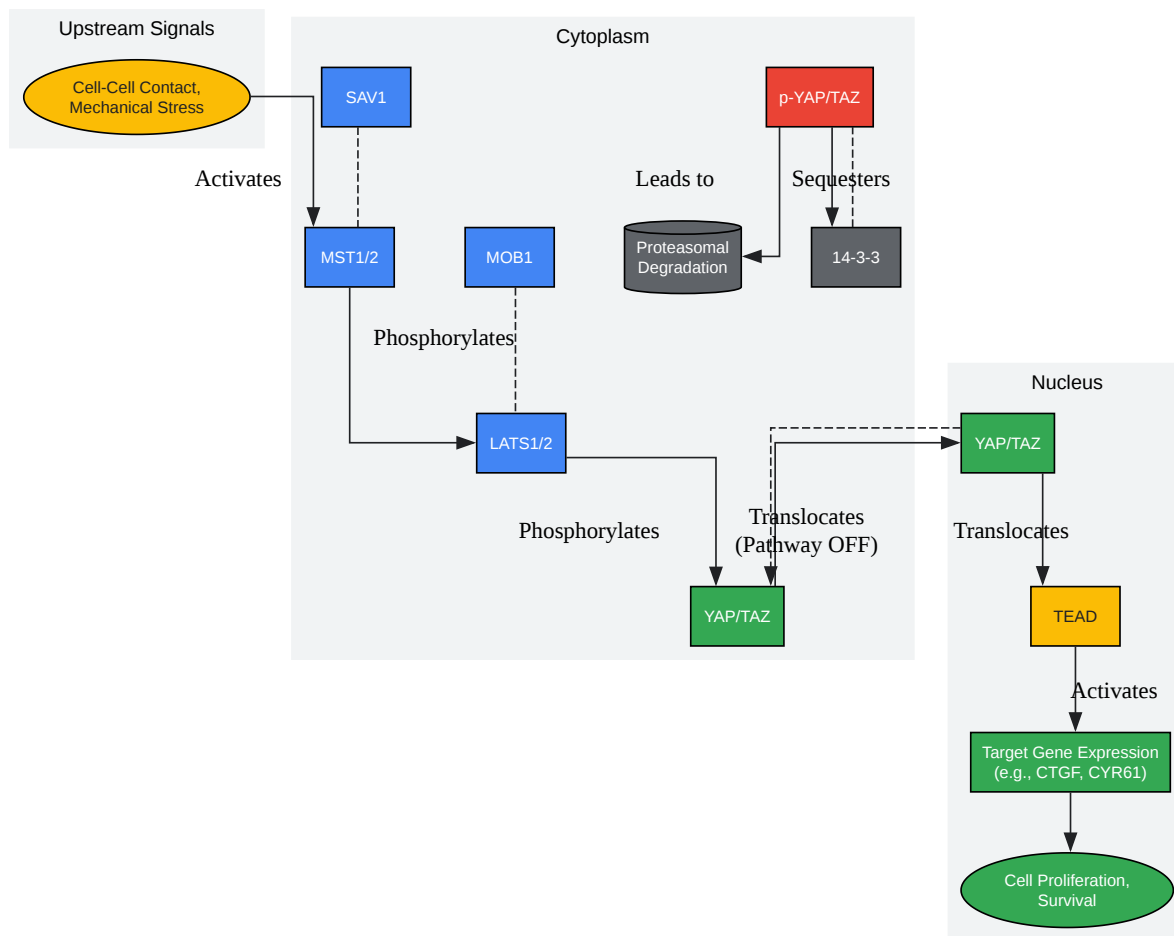 Upstream Signals
Cell-Cell Contact,
Mechanical Stress
Activates
Cytoplasm
SAV1
p-YAP/TAZ
Leads to
Sequesters
MST1/2
MOB1
Proteasomal
Degradation
14-3-3
Phosphorylates
LATS1/2
Phosphorylates
Translocates
(Pathway OFF)
YAP/TAZ
Nucleus
YAP/TAZ
Translocates
TEAD
Activates
Target Gene Expression
(e.g., CTGF, CYR61)
Cell Proliferation,
Survival